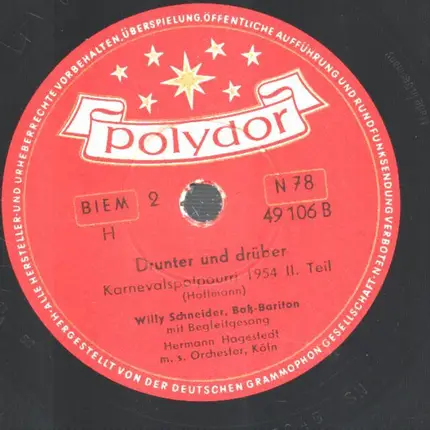 ALLE HERSTELLER-UND URHEBERRECHTE VORBEHALTEN, ÜBERSPIELUNG, ÖFFENTLICHE AUFFÜHRUNG UND RUNDFUNKSENDUNG VERBOTEN
polydor
BIEM 2
N 78
H
49 106 B
Drunter und drüber
Karnevalspotpourri 1954 II. Teil
(Hoffmann)
Willy Schneider, Baß-Bariton
mit Begleitgesang
Hermann Hagestedt
m. s. Orchester, Köln
HERGESTELLT VON DER DEUTSCHEN GRAMMOPHON GESELLSCHAFT